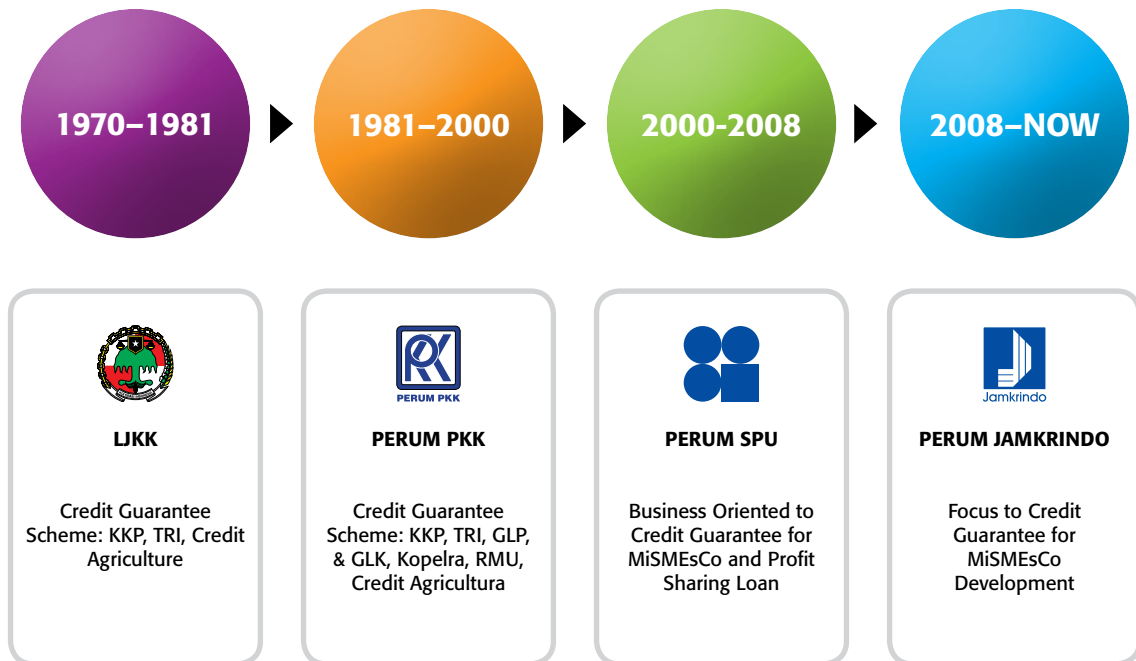 1970–1981
1981–2000
2000-2008
2008–NOW
LJKK
Credit Guarantee
Scheme: KKP, TRI, Credit
Agriculture
PERUM PKK
PERUM PKK
Credit Guarantee
Scheme: KKP, TRI, GLP,
& GLK, Kopelra, RMU,
Credit Agricultura
PERUM SPU
Business Oriented to
Credit Guarantee for
MiSMEsCo and Profit
Sharing Loan
Jamkrindo
PERUM JAMKRINDO
Focus to Credit
Guarantee for
MiSMEsCo
Development